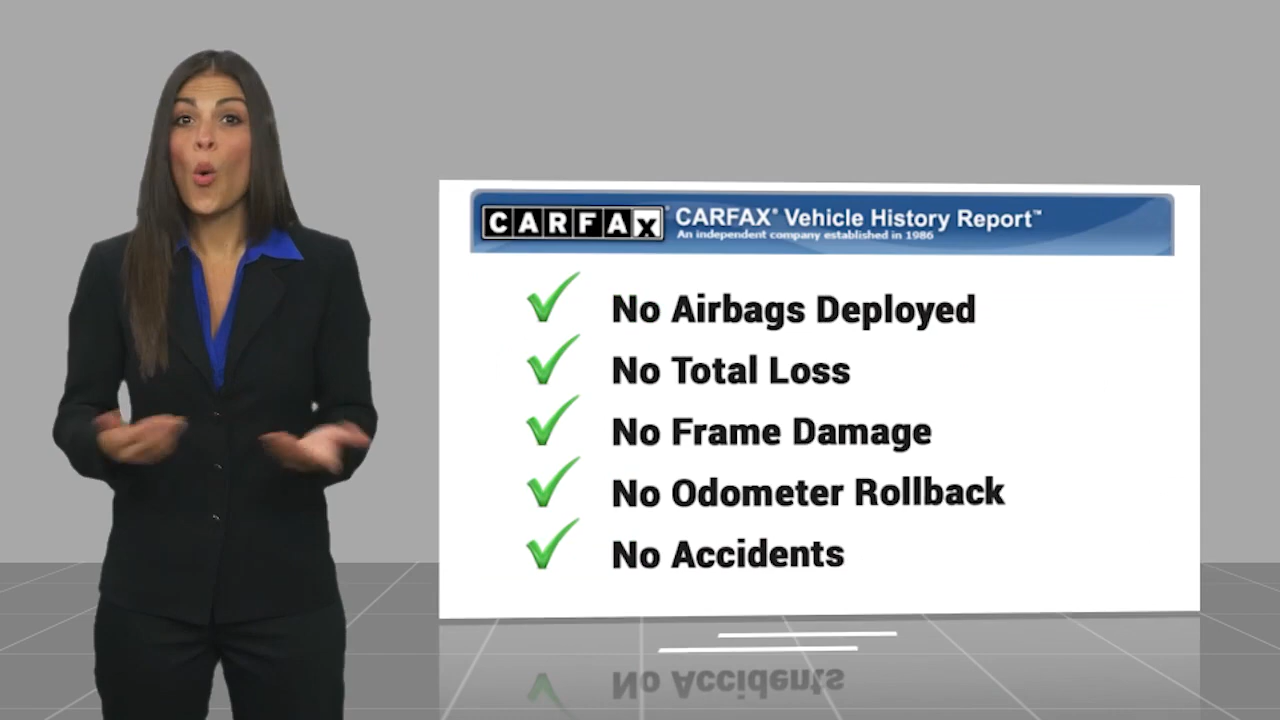 CARFAX
CARFAX® Vehicle History Report™
An independent company established in 1986
No Airbags Deployed
No Total Loss
No Frame Damage
No Odometer Rollback
No Accidents
No Accidents